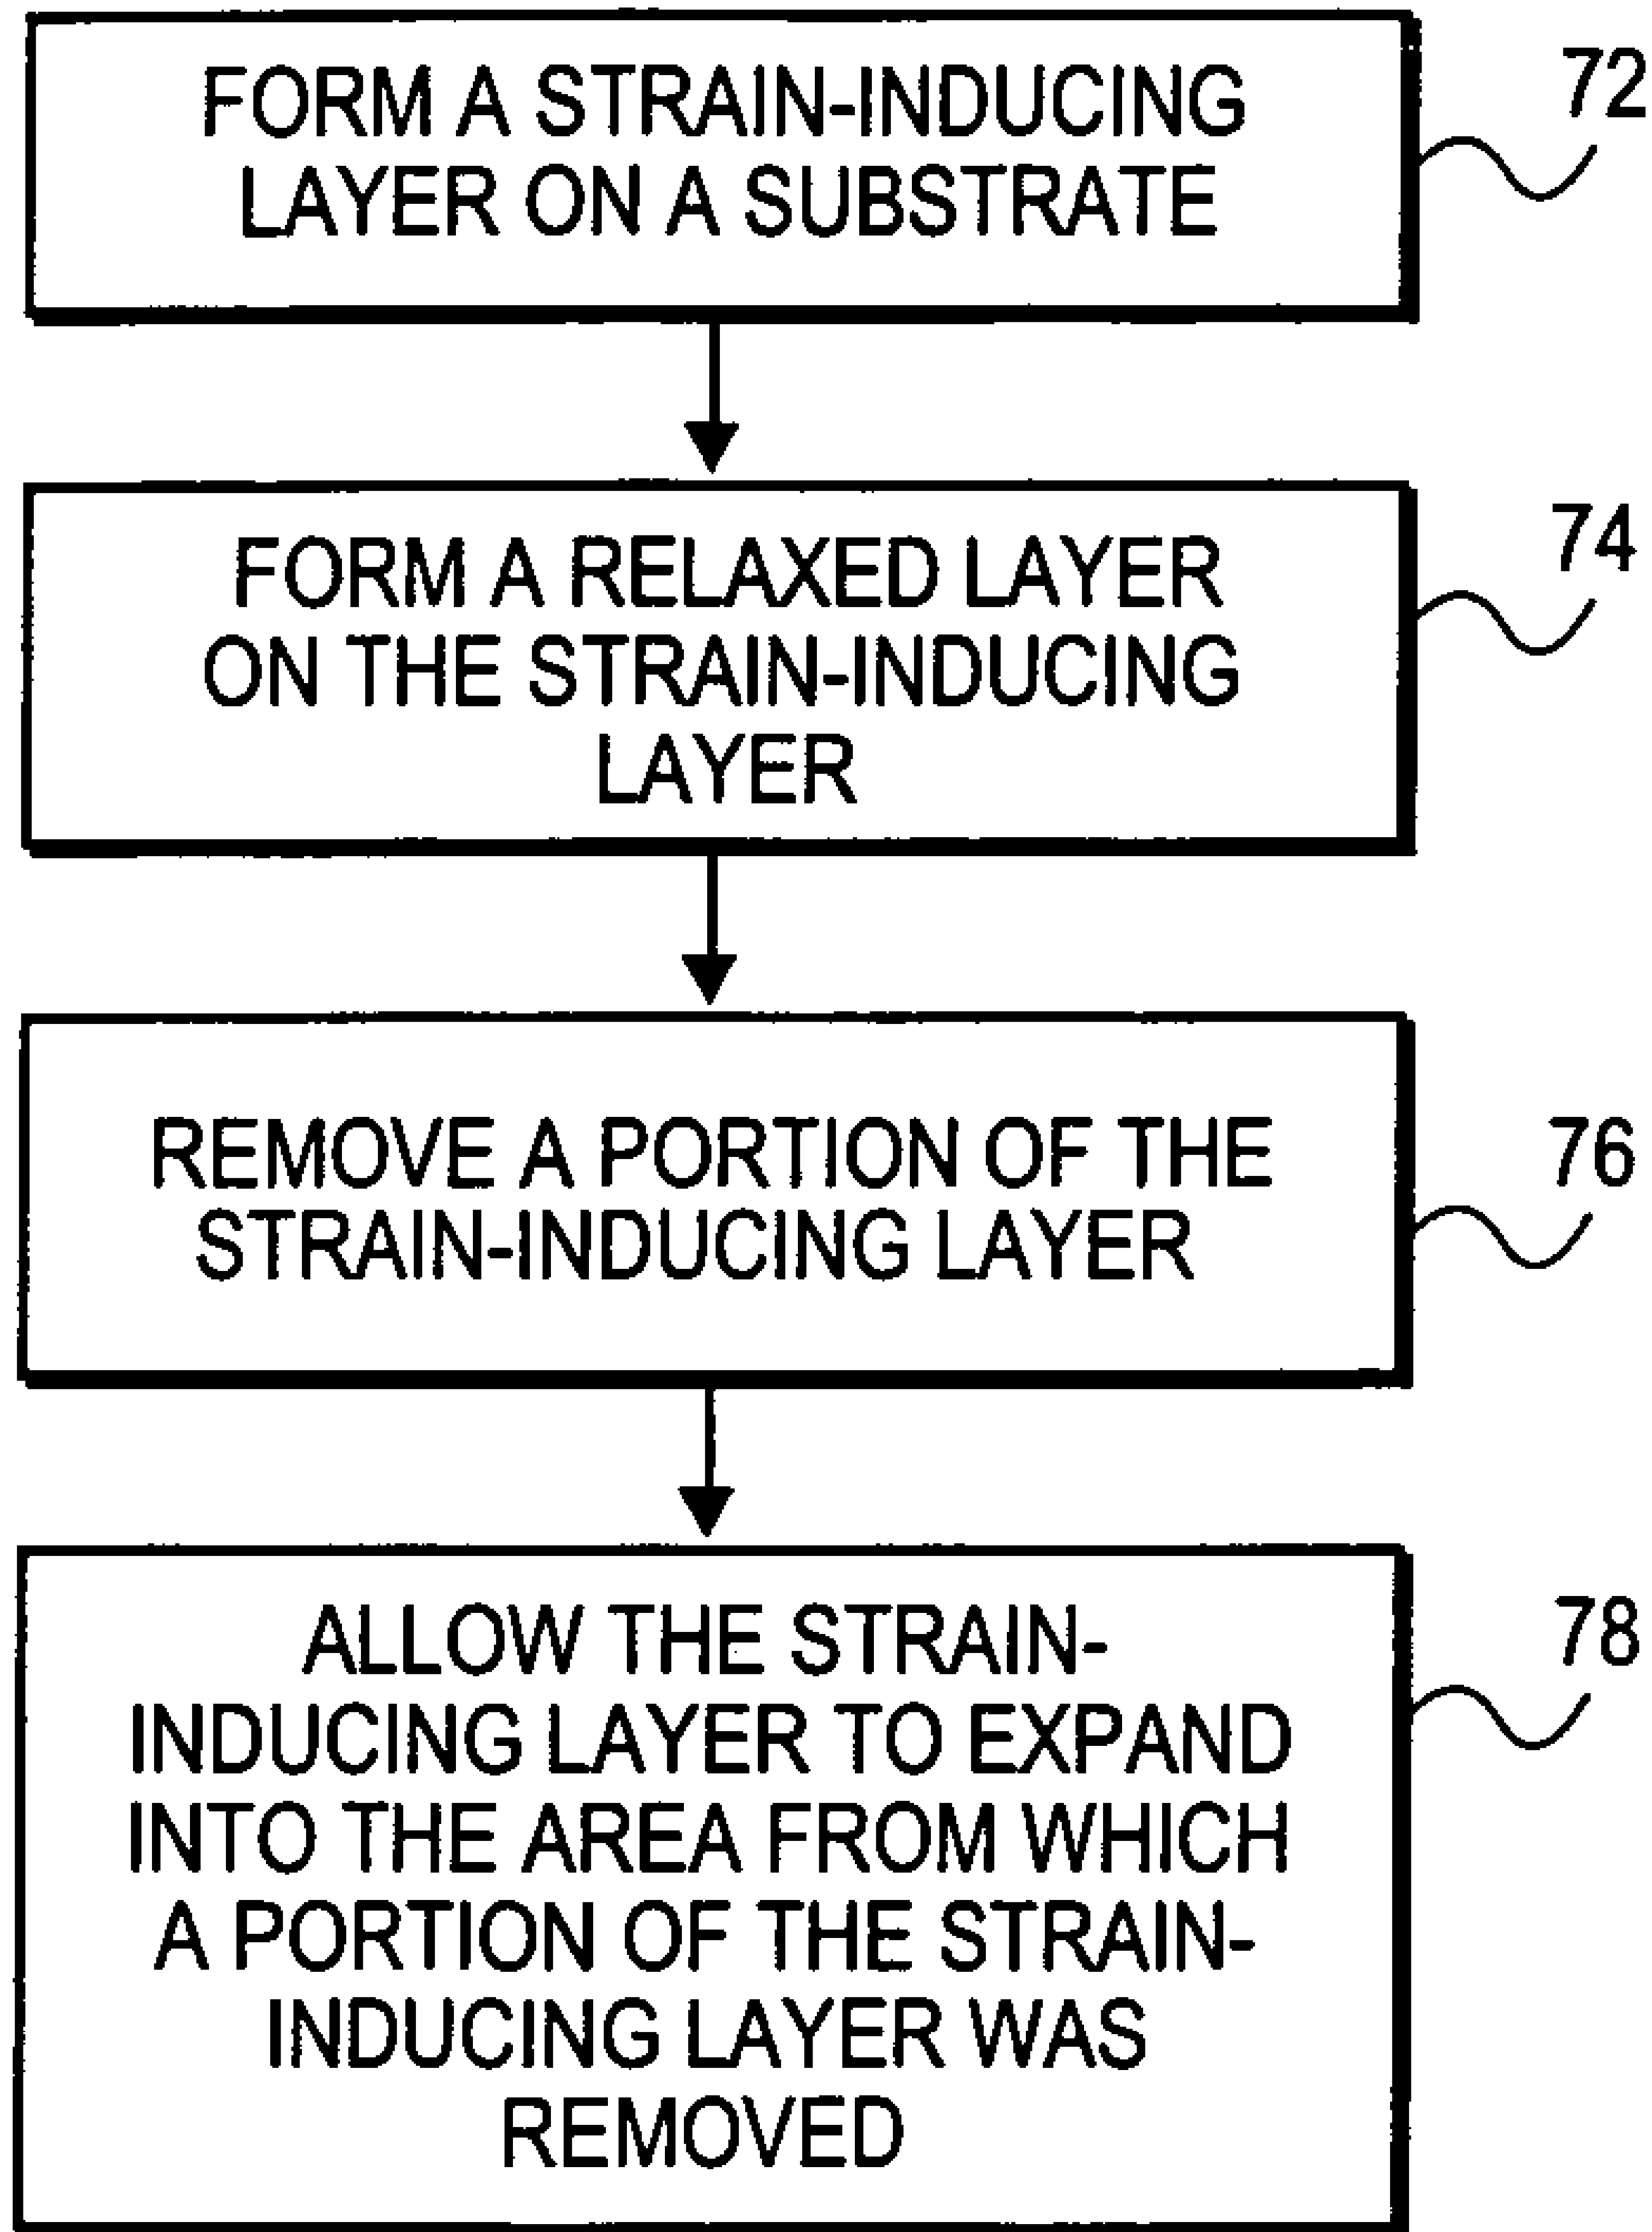 FORM A STRAIN-INDUCING
LAYER ON A SUBSTRATE
72
FORM A RELAXED LAYER
ON THE STRAIN-INDUCING
LAYER
74
REMOVE A PORTION OF THE
STRAIN-INDUCING LAYER
76
ALLOW THE STRAIN-
INDUCING LAYER TO EXPAND
INTO THE AREA FROM WHICH
A PORTION OF THE STRAIN-
INDUCING LAYER WAS
REMOVED
78